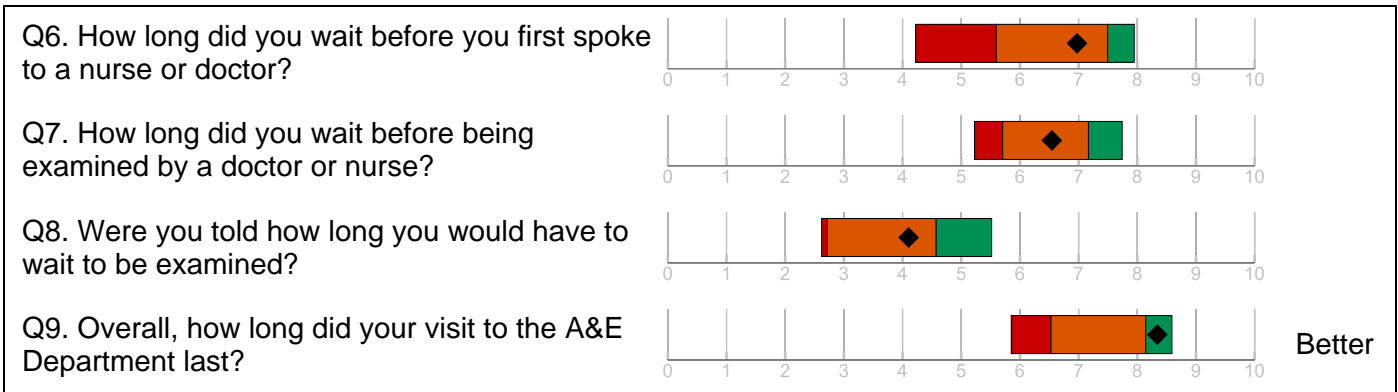 Q6. How long did you wait before you first spoke
to a nurse or doctor?
0 1 2 3 4 5 6 7 8 9 10
Q7. How long did you wait before being
examined by a doctor or nurse?
0 1 2 3 4 5 6 7 8 9 10
Q8. Were you told how long you would have to
wait to be examined?
0 1 2 3 4 5 6 7 8 9 10
Q9. Overall, how long did your visit to the A&E
Department last?
Better
0 1 2 3 4 5 6 7 8 9 10